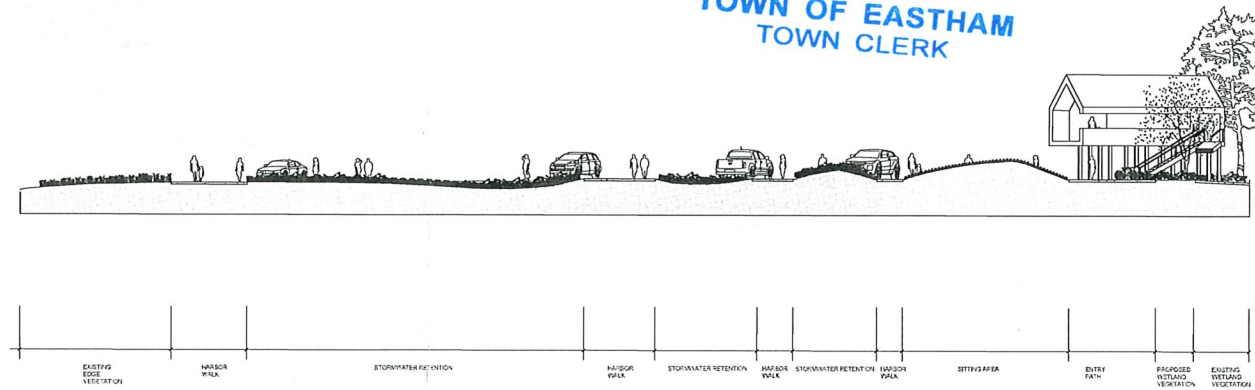 TOWN OF EASTHAM
TOWN CLERK
EXISTING
EDGE
VEGETATION
HARBOR
WALK
STORMWATER RETENTION
HARBOR
WALK
STORMWATER RETENTION
HARBOR
WALK
STORMWATER RETENTION
HARBOR
WALK
SITTING AREA
ENTRY
PATH
PROPOSED
WETLAND
VEGETATION
EXISTING
WETLAND
VEGETATION